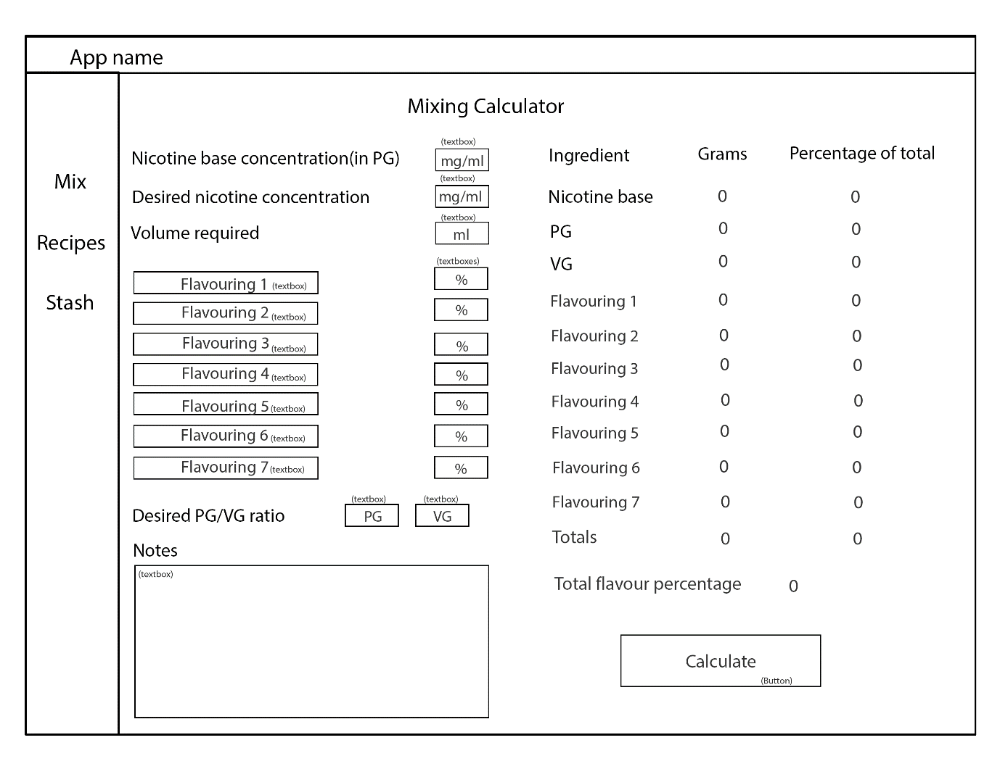 App name
Mix
Recipes
Stash
Mixing Calculator
(textbox)
Nicotine base concentration(in PG) mg/ml
(textbox)
Desired nicotine concentration mg/ml
(textbox)
Volume required ml
(textboxes)
Flavouring 1 (textbox) %
Flavouring 2 (textbox) %
Flavouring 3 (textbox) %
Flavouring 4 (textbox) %
Flavouring 5 (textbox) %
Flavouring 6 (textbox) %
Flavouring 7 (textbox) %
(textbox) (textbox)
Desired PG/VG ratio PG VG
Notes
(textbox)
Ingredient Grams Percentage of total
Nicotine base 0 0
PG 0 0
VG 0 0
Flavouring 1 0 0
Flavouring 2 0 0
Flavouring 3 0 0
Flavouring 4 0 0
Flavouring 5 0 0
Flavouring 6 0 0
Flavouring 7 0 0
Totals 0 0
Total flavour percentage 0
Calculate
(Button)